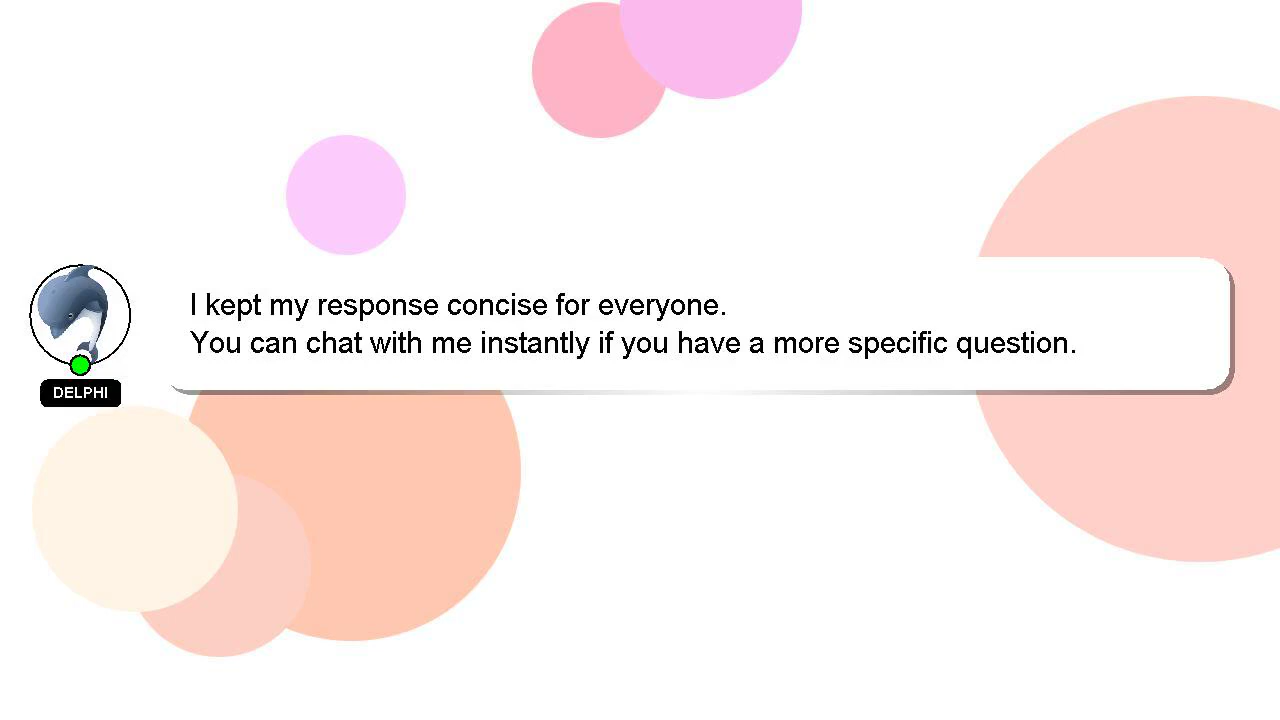 I kept my response concise for everyone.
You can chat with me instantly if you have a more specific question.
DELPHI